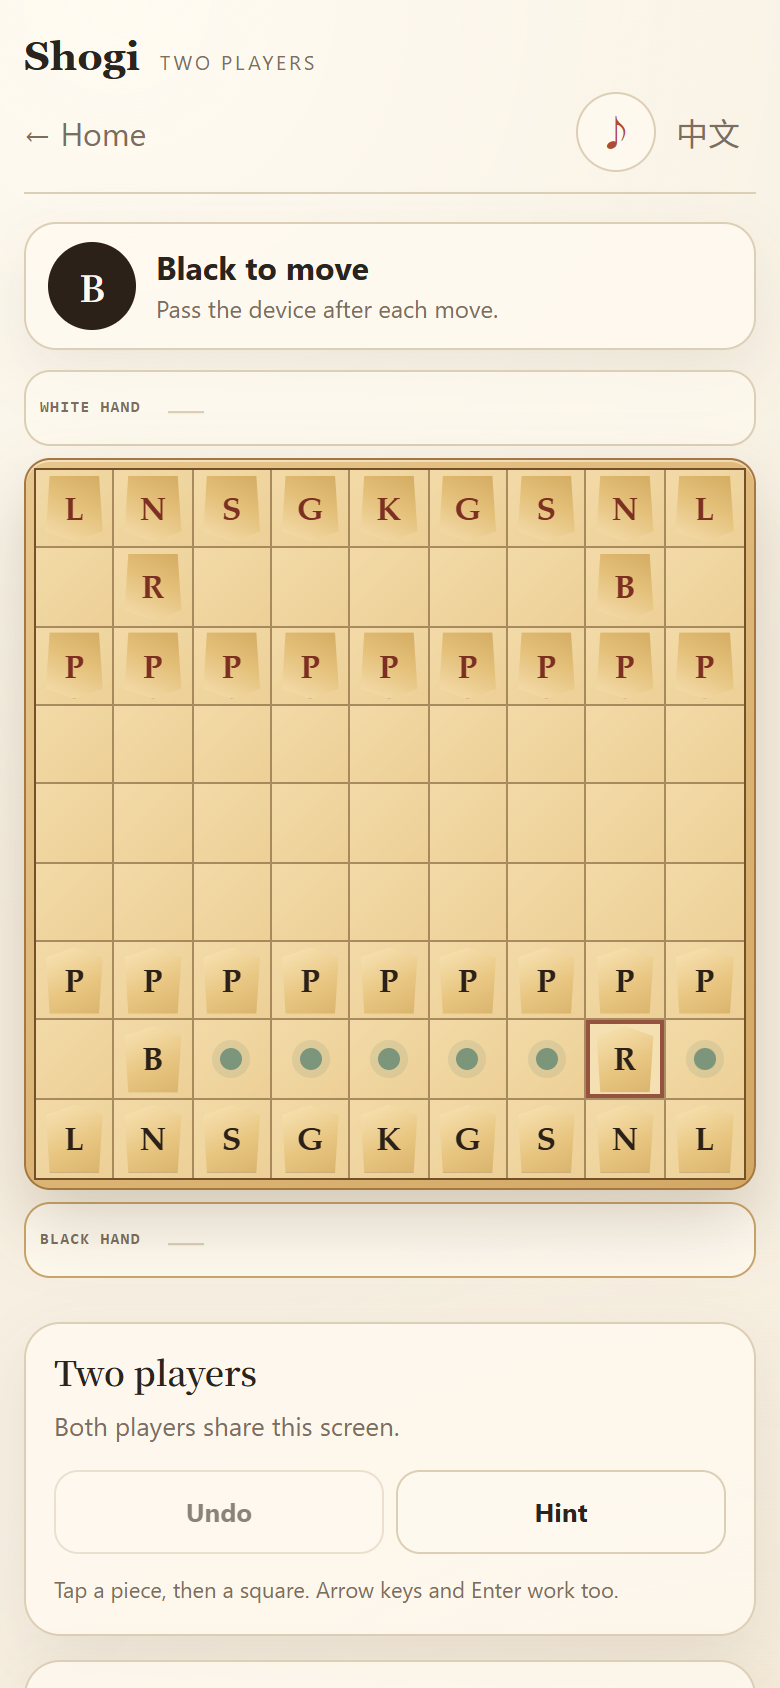 Shogi TWO PLAYERS
← Home ♪ 中文
B Black to move
Pass the device after each move.
WHITE HAND —
L N S G K G S N L
R B
P P P P P P P P P
P P P P P P P P P
B R
L N S G K G S N L
BLACK HAND —
Two players
Both players share this screen.
Undo Hint
Tap a piece, then a square. Arrow keys and Enter work too.